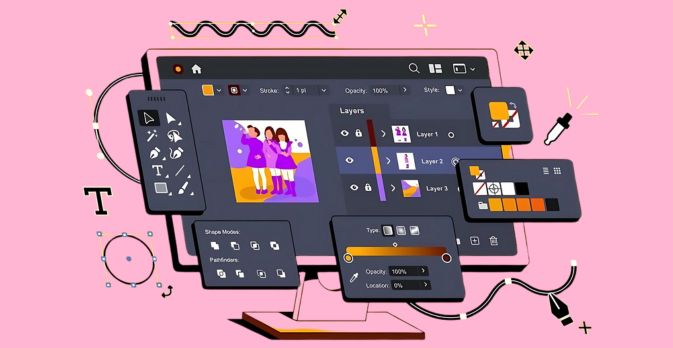 Stroke: 1 pt Opacity: 100% Style:
Layers
Layer 1
Layer 2
Layer 3
T
T
Shape Modes:
Pathfinders:
Type:
Opacity: 100%
Location: 0%